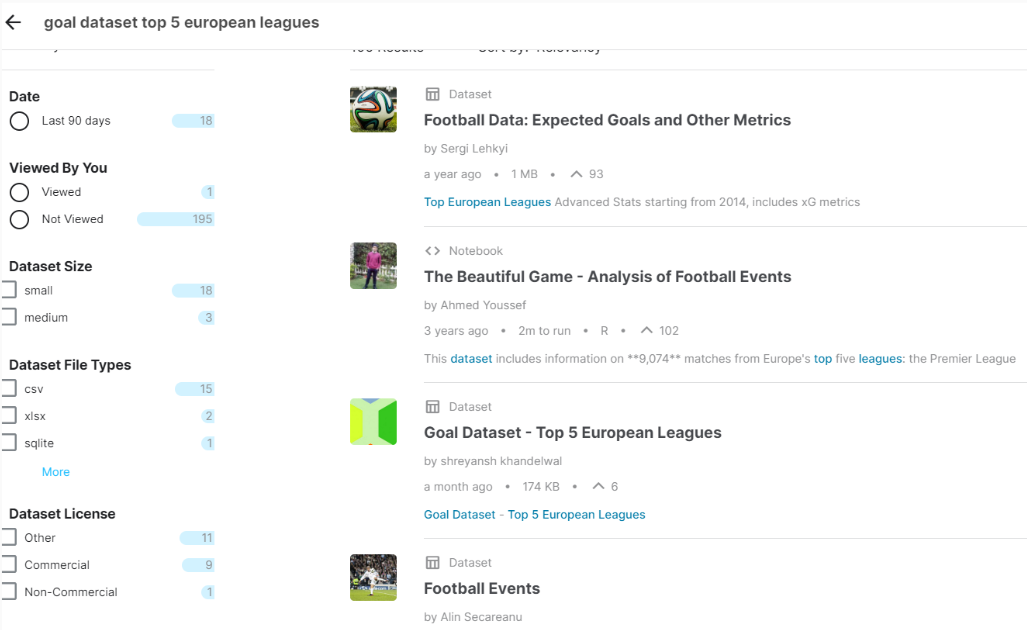 goal dataset top 5 european leagues
Date
Last 90 days 18
Viewed By You
Viewed 1
Not Viewed 195
Dataset Size
small 18
medium 3
Dataset File Types
csv 15
xlsx 2
sqlite 1
More
Dataset License
Other 11
Commercial 9
Non-Commercial 1
Dataset
Football Data: Expected Goals and Other Metrics
by Sergi Lehkyi
a year ago • 1 MB • 93
Top European Leagues Advanced Stats starting from 2014, includes xG metrics
Notebook
The Beautiful Game - Analysis of Football Events
by Ahmed Youssef
3 years ago • 2m to run • R • 102
This dataset includes information on **9,074** matches from Europe's top five leagues: the Premier League
Dataset
Goal Dataset - Top 5 European Leagues
by shreyansh khandelwal
a month ago • 174 KB • 6
Goal Dataset - Top 5 European Leagues
Dataset
Football Events
by Alin Secareanu